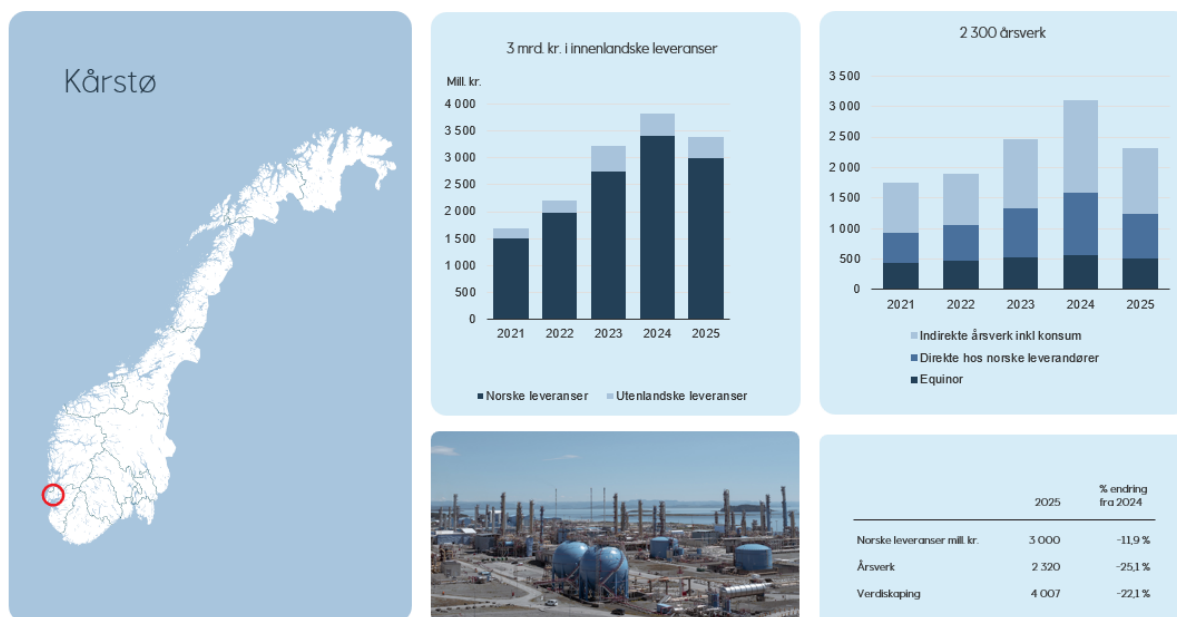 Kårstø
3 mrd. kr. i innenlandske leveranser
Mill. kr.
4 000
3 500
3 000
2 500
2 000
1 500
1 000
500
0
2021 2022 2023 2024 2025
Norske leveranser Utenlandske leveranser
2 300 årsverk
3 500
3 000
2 500
2 000
1 500
1 000
500
0
2021 2022 2023 2024 2025
Indirekte årsverk inkl konsum
Direkte hos norske leverandører
Equinor
% endring
2025 fra 2024
Norske leveranser mill. kr. 3 000 -11,9 %
Årsverk 2 320 -25,1 %
Verdiskaping 4 007 -22,1 %